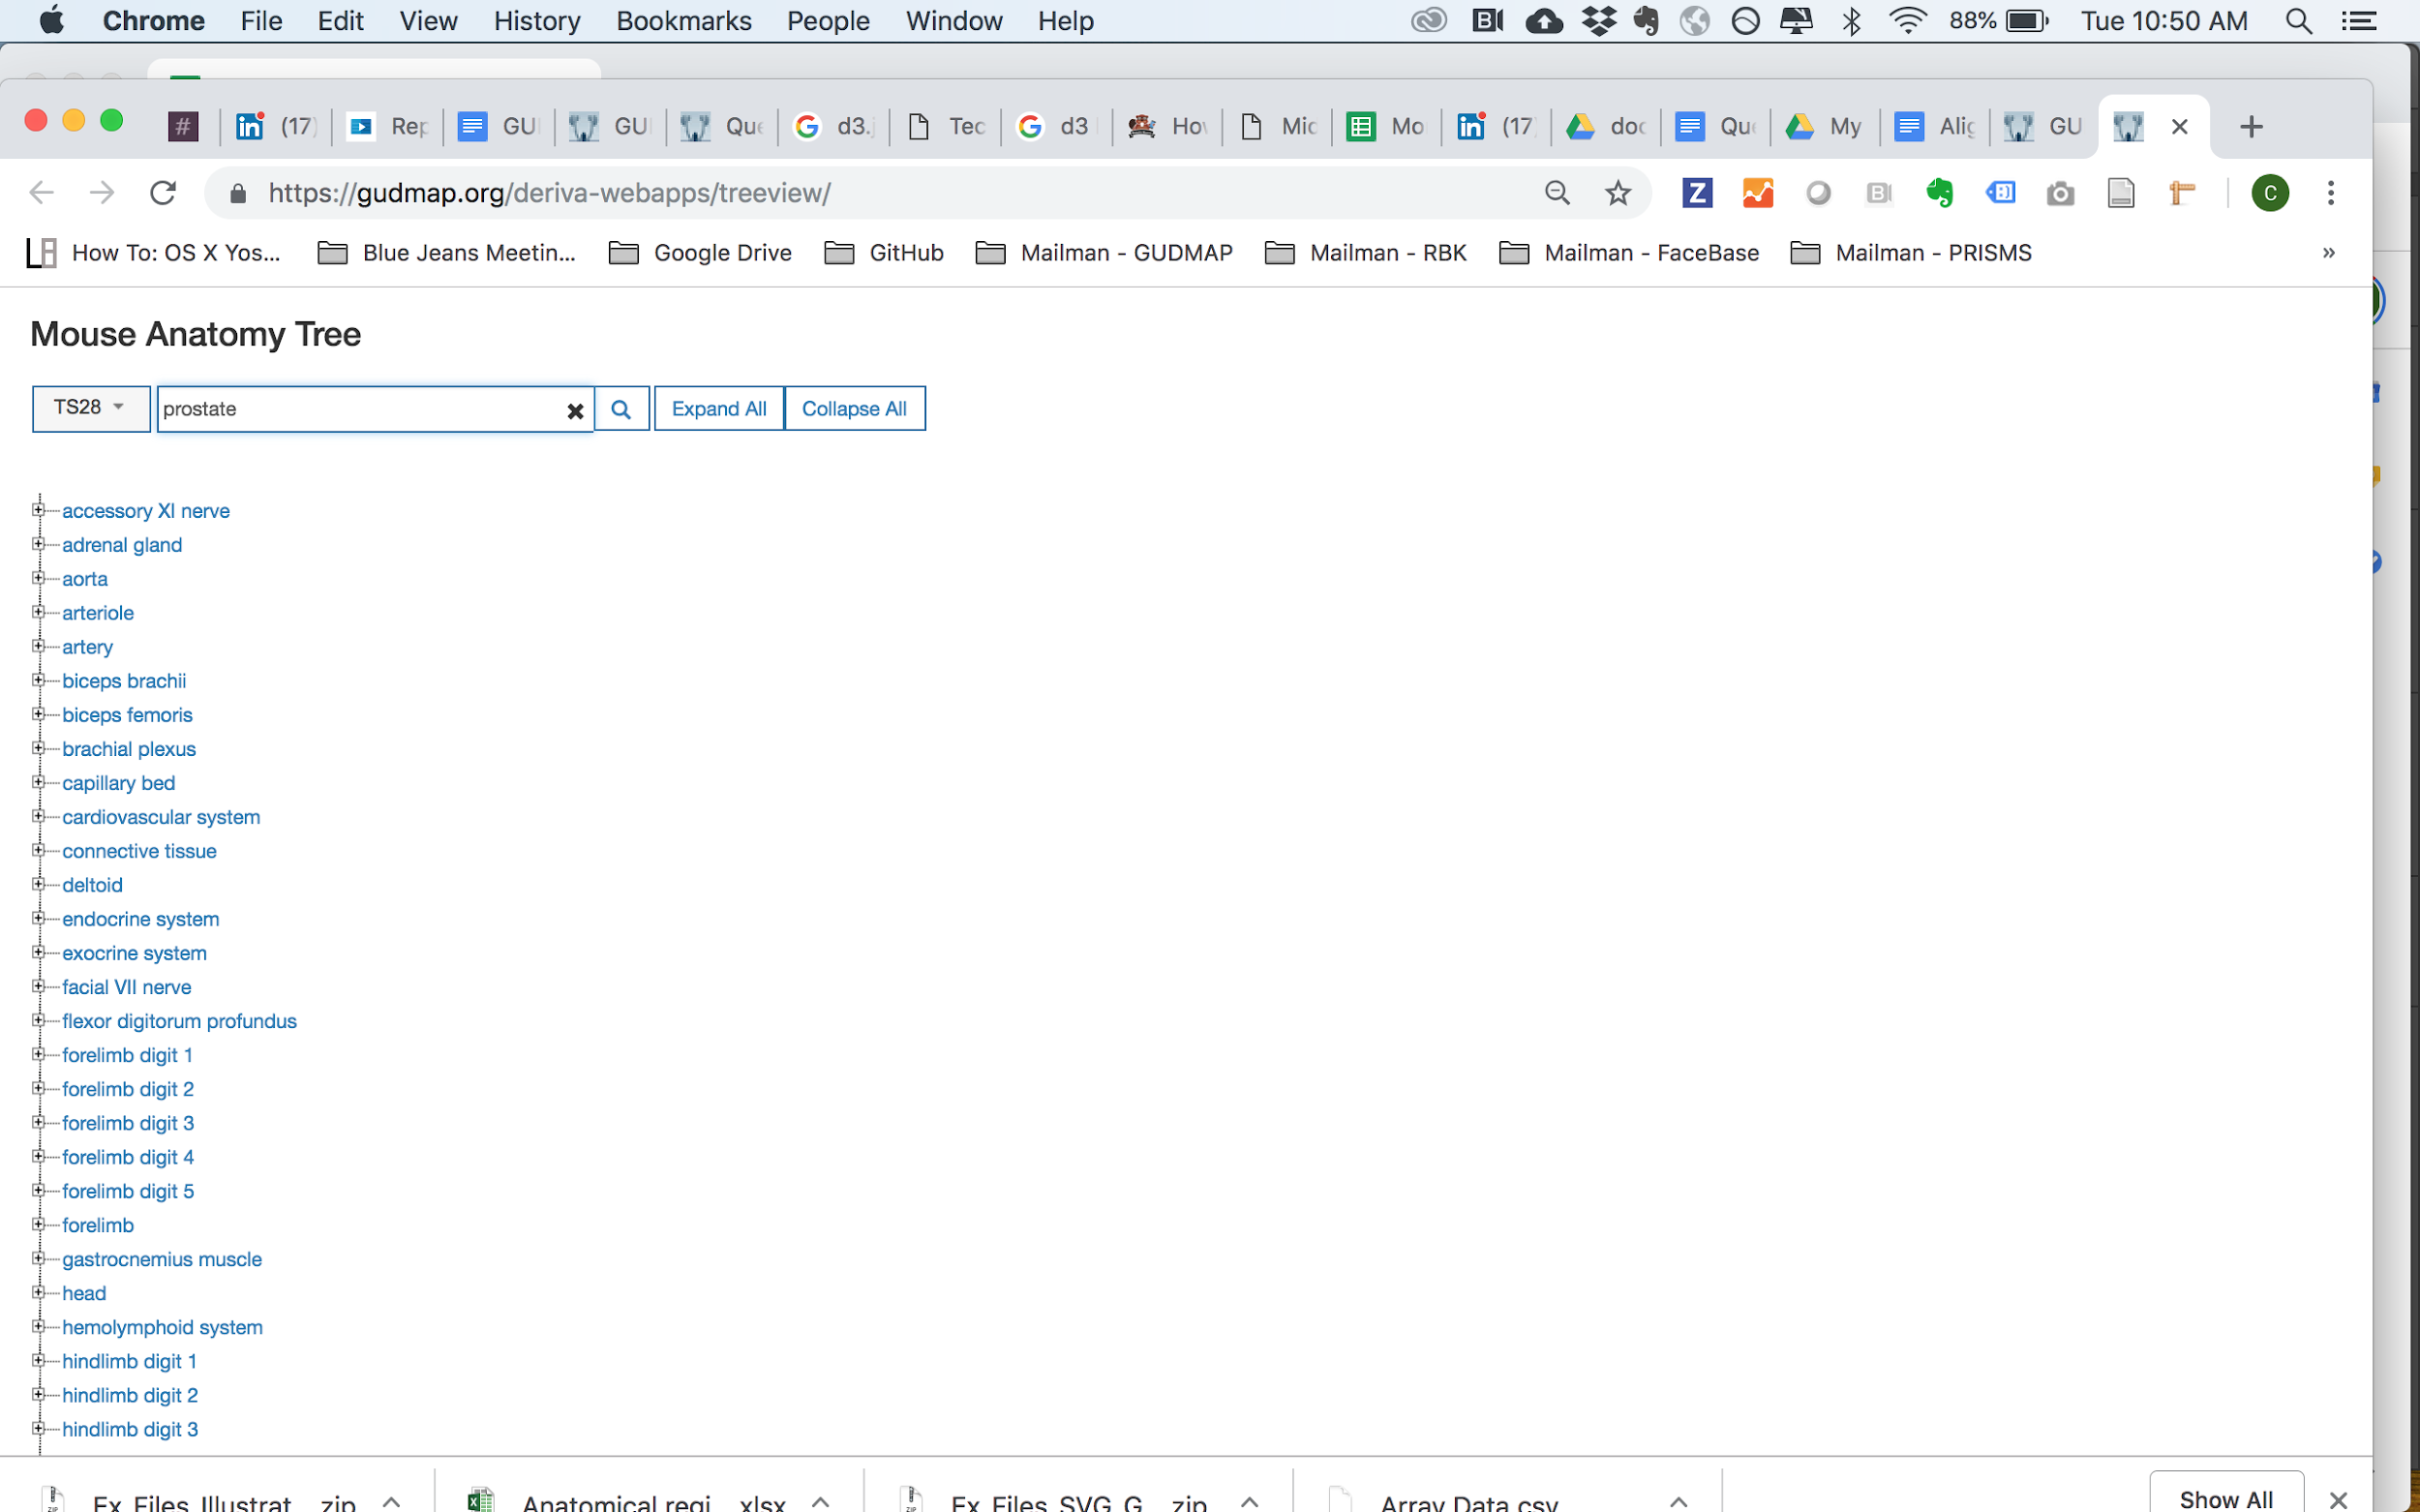 Chrome File Edit View History Bookmarks People Window Help 88% Tue 10:50 AM
# (17) Rep GU GU Que d3.j Tec d3 Hov Mic Mo (17 doc Que My Alig GU
https://gudmap.org/deriva-webapps/treeview/ C
How To: OS X Yos... Blue Jeans Meetin... Google Drive GitHub Mailman - GUDMAP Mailman - RBK Mailman - FaceBase Mailman - PRISMS »
Mouse Anatomy Tree
TS28 prostate Expand All Collapse All
accessory XI nerve
adrenal gland
aorta
arteriole
artery
biceps brachii
biceps femoris
brachial plexus
capillary bed
cardiovascular system
connective tissue
deltoid
endocrine system
exocrine system
facial VII nerve
flexor digitorum profundus
forelimb digit 1
forelimb digit 2
forelimb digit 3
forelimb digit 4
forelimb digit 5
forelimb
gastrocnemius muscle
head
hemolymphoid system
hindlimb digit 1
hindlimb digit 2
hindlimb digit 3
Ex_Files_Illustrat....zip Anatomical regi....xlsx Ex_Files_SVG_G....zip Array Data.csv Show All